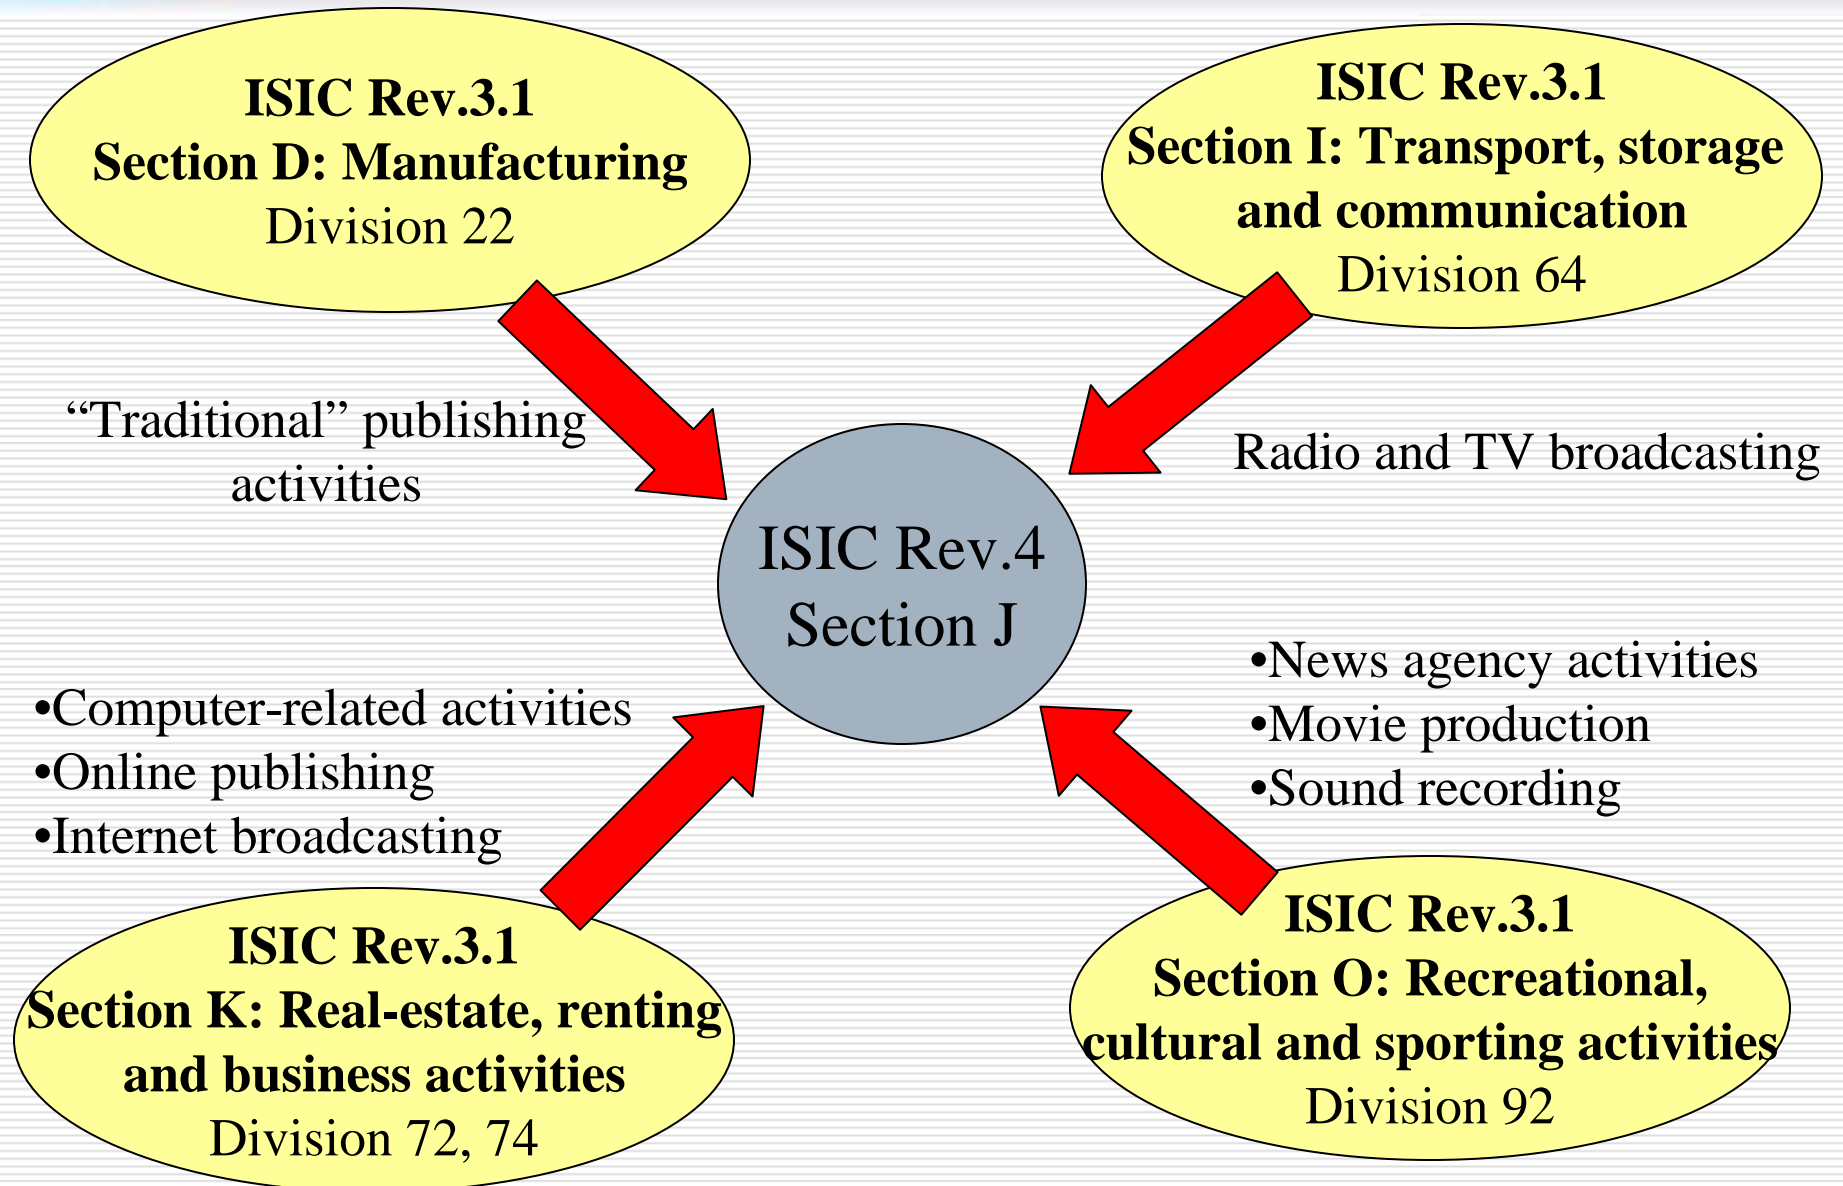 ISIC Rev.3.1
Section D: Manufacturing
Division 22
ISIC Rev.3.1
Section I: Transport, storage
and communication
Division 64
“Traditional” publishing
activities
Radio and TV broadcasting
ISIC Rev.4
Section J
•Computer-related activities
•Online publishing
•Internet broadcasting
•News agency activities
•Movie production
•Sound recording
ISIC Rev.3.1
Section K: Real-estate, renting
and business activities
Division 72, 74
ISIC Rev.3.1
Section O: Recreational,
cultural and sporting activities
Division 92